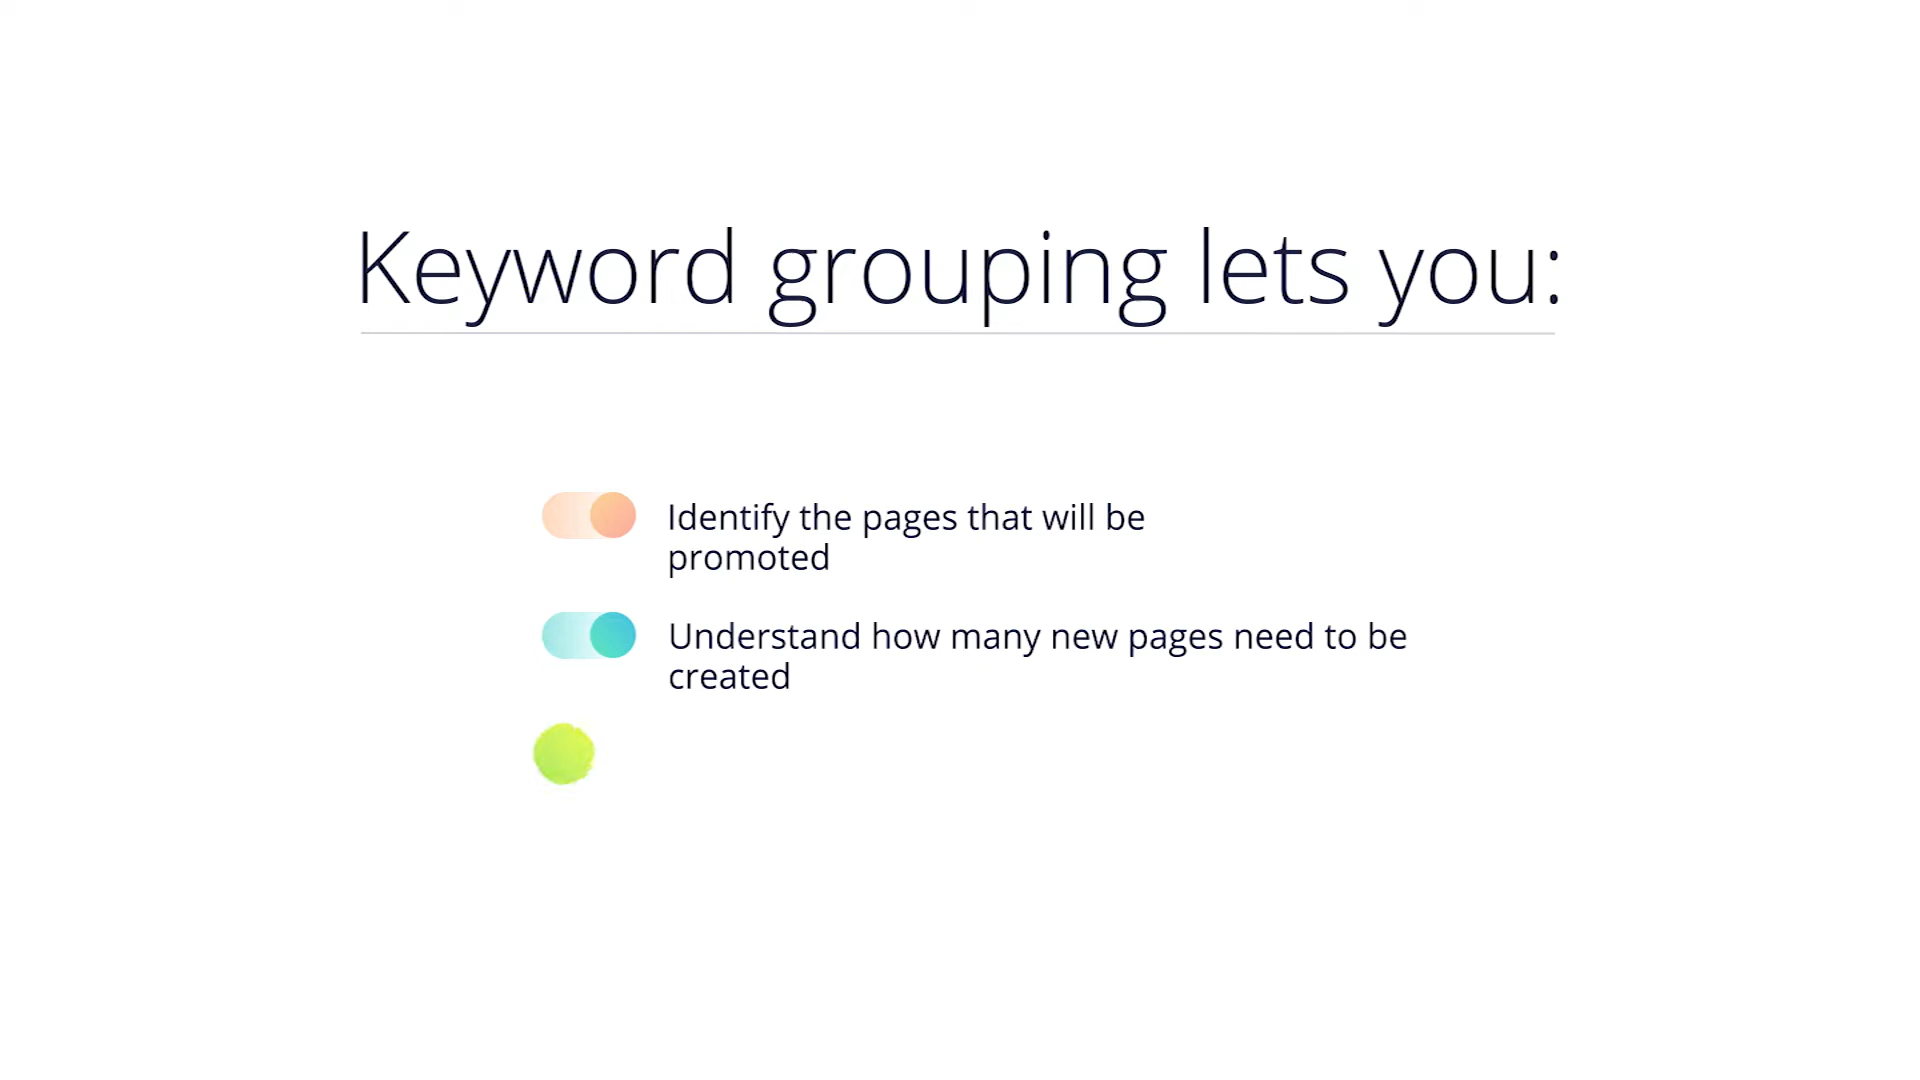 Keyword grouping lets you:
Identify the pages that will be
promoted
Understand how many new pages need to be
created